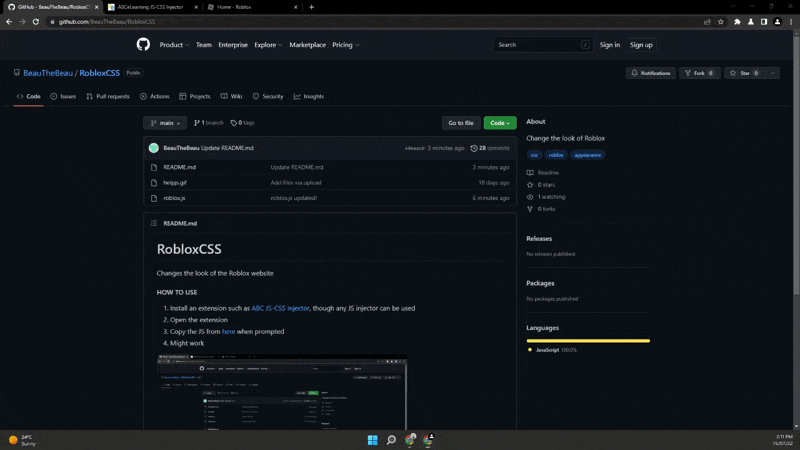 GitHub - BeauTheBeau/RobloxCSS
ABCeLearning JS-CSS Injector
Home - Roblox
github.com/BeauTheBeau/RobloxCSS
Product
Team
Enterprise
Explore
Marketplace
Pricing
Search
/
Sign in
Sign up
BeauTheBeau / RobloxCSS
Public
Notifications
Fork 0
Star 0
Code
Issues
Pull requests
Actions
Projects
Wiki
Security
Insights
main
1 branch
0 tags
Go to file
Code
BeauTheBeau Update README.md
3 minutes ago
28 commits
README.md
Update README.md
3 minutes ago
helpjs.gif
Add files via upload
19 days ago
roblox.js
roblox.js updated!
6 minutes ago
README.md
RobloxCSS
Changes the look of the Roblox website
HOW TO USE
1. Install an extension such as ABC JS-CSS Injector, though any JS injector can be used
2. Open the extension
3. Copy the JS from here when prompted
4. Might work
About
Change the look of Roblox
css
roblox
appearance
Readme
0 stars
1 watching
0 forks
Releases
No releases published
Packages
No packages published
Languages
JavaScript 100.0%
24°C
Sunny
2:11 PM
15/07/22